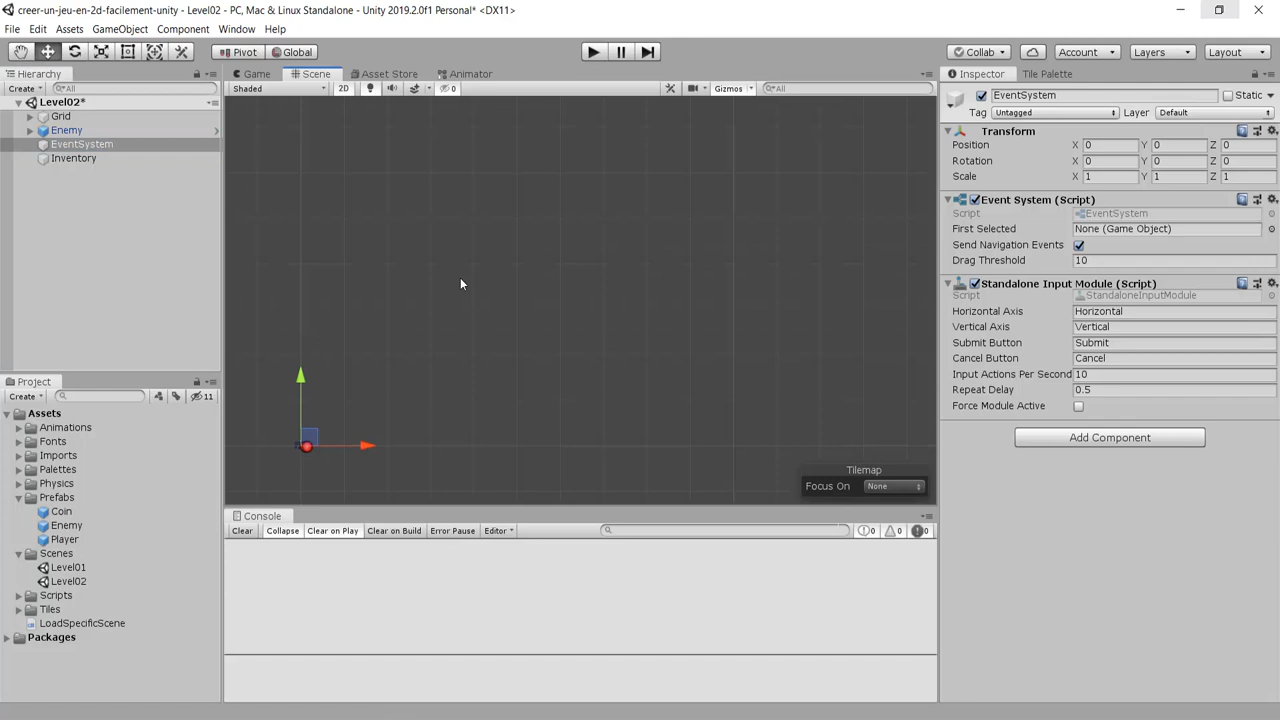 creer-un-jeu-en-2d-facilement-unity - Level02 - PC, Mac & Linux Standalone - Unity 2019.2.0f1 Personal* <DX11>
File Edit Assets GameObject Component Window Help
Pivot Global Collab Account Layers Layout
Hierarchy
Create All
Level02*
Grid
Enemy
EventSystem
Inventory
Game Scene Asset Store Animator
Shaded 2D 0 Gizmos All
Tilemap
Focus On None
Project
Create 11
Assets
Animations
Fonts
Imports
Palettes
Physics
Prefabs
Coin
Enemy
Player
Scenes
Level01
Level02
Scripts
Tiles
LoadSpecificScene
Packages
Console
Clear Collapse Clear on Play Clear on Build Error Pause Editor 0 0 0
Inspector Tile Palette
EventSystem Static
Tag Untagged Layer Default
Transform
Position X 0 Y 0 Z 0
Rotation X 0 Y 0 Z 0
Scale X 1 Y 1 Z 1
Event System (Script)
Script EventSystem
First Selected None (Game Object)
Send Navigation Events
Drag Threshold 10
Standalone Input Module (Script)
Script StandaloneInputModule
Horizontal Axis Horizontal
Vertical Axis Vertical
Submit Button Submit
Cancel Button Cancel
Input Actions Per Second 10
Repeat Delay 0.5
Force Module Active
Add Component